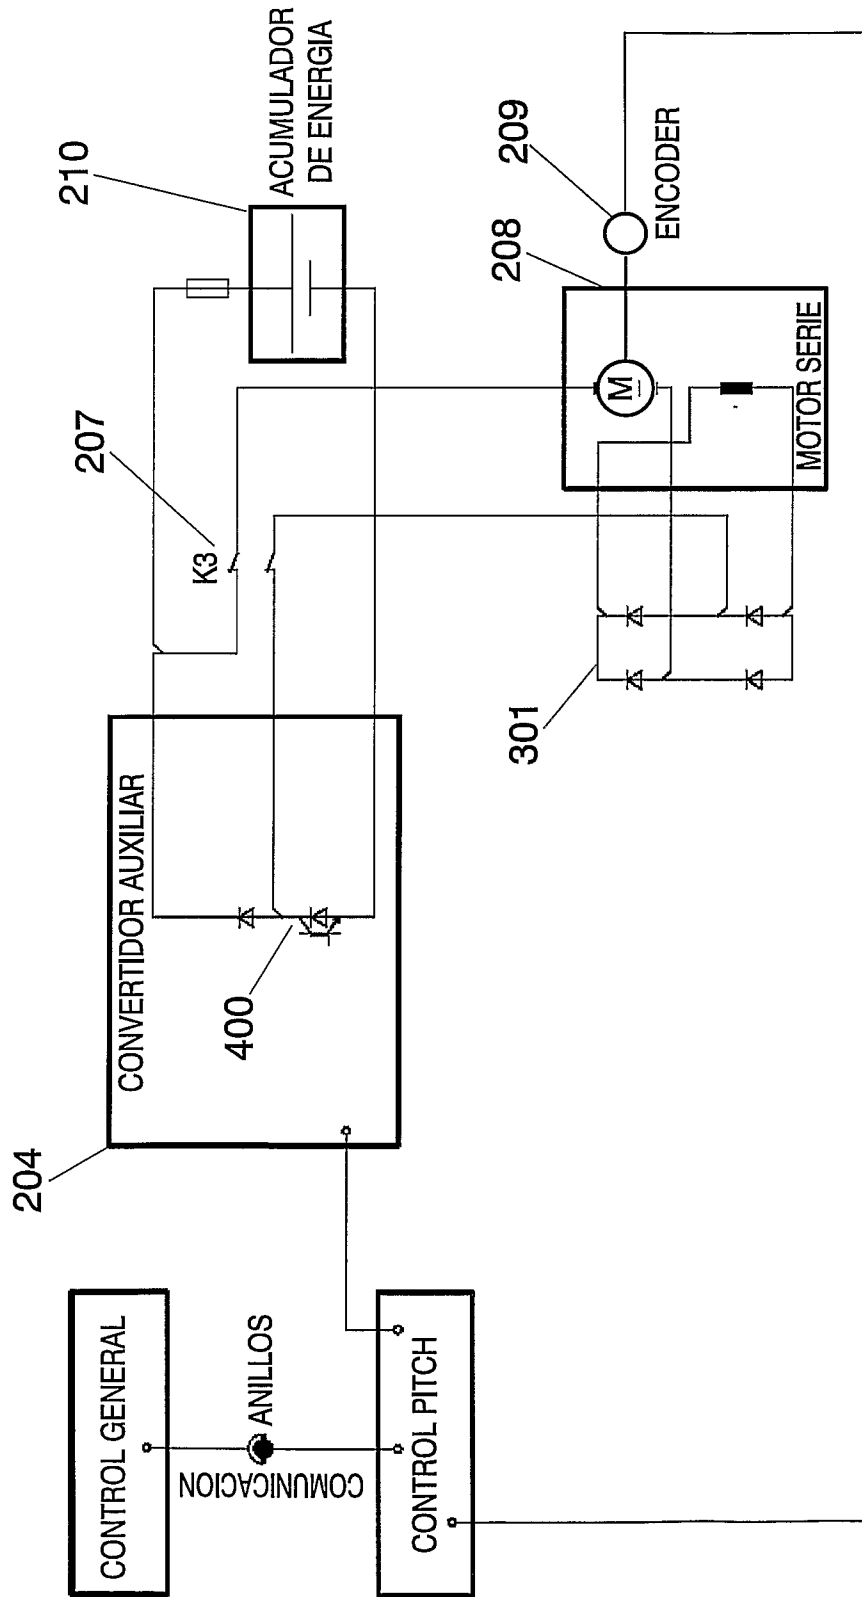 CONTROL GENERAL
COMUNICACION
ANILLOS
CONTROL PITCH
204
CONVERTIDOR AUXILIAR
400
K3
207
210
ACUMULADOR
DE ENERGIA
301
M
MOTOR SERIE
208
209
ENCODER